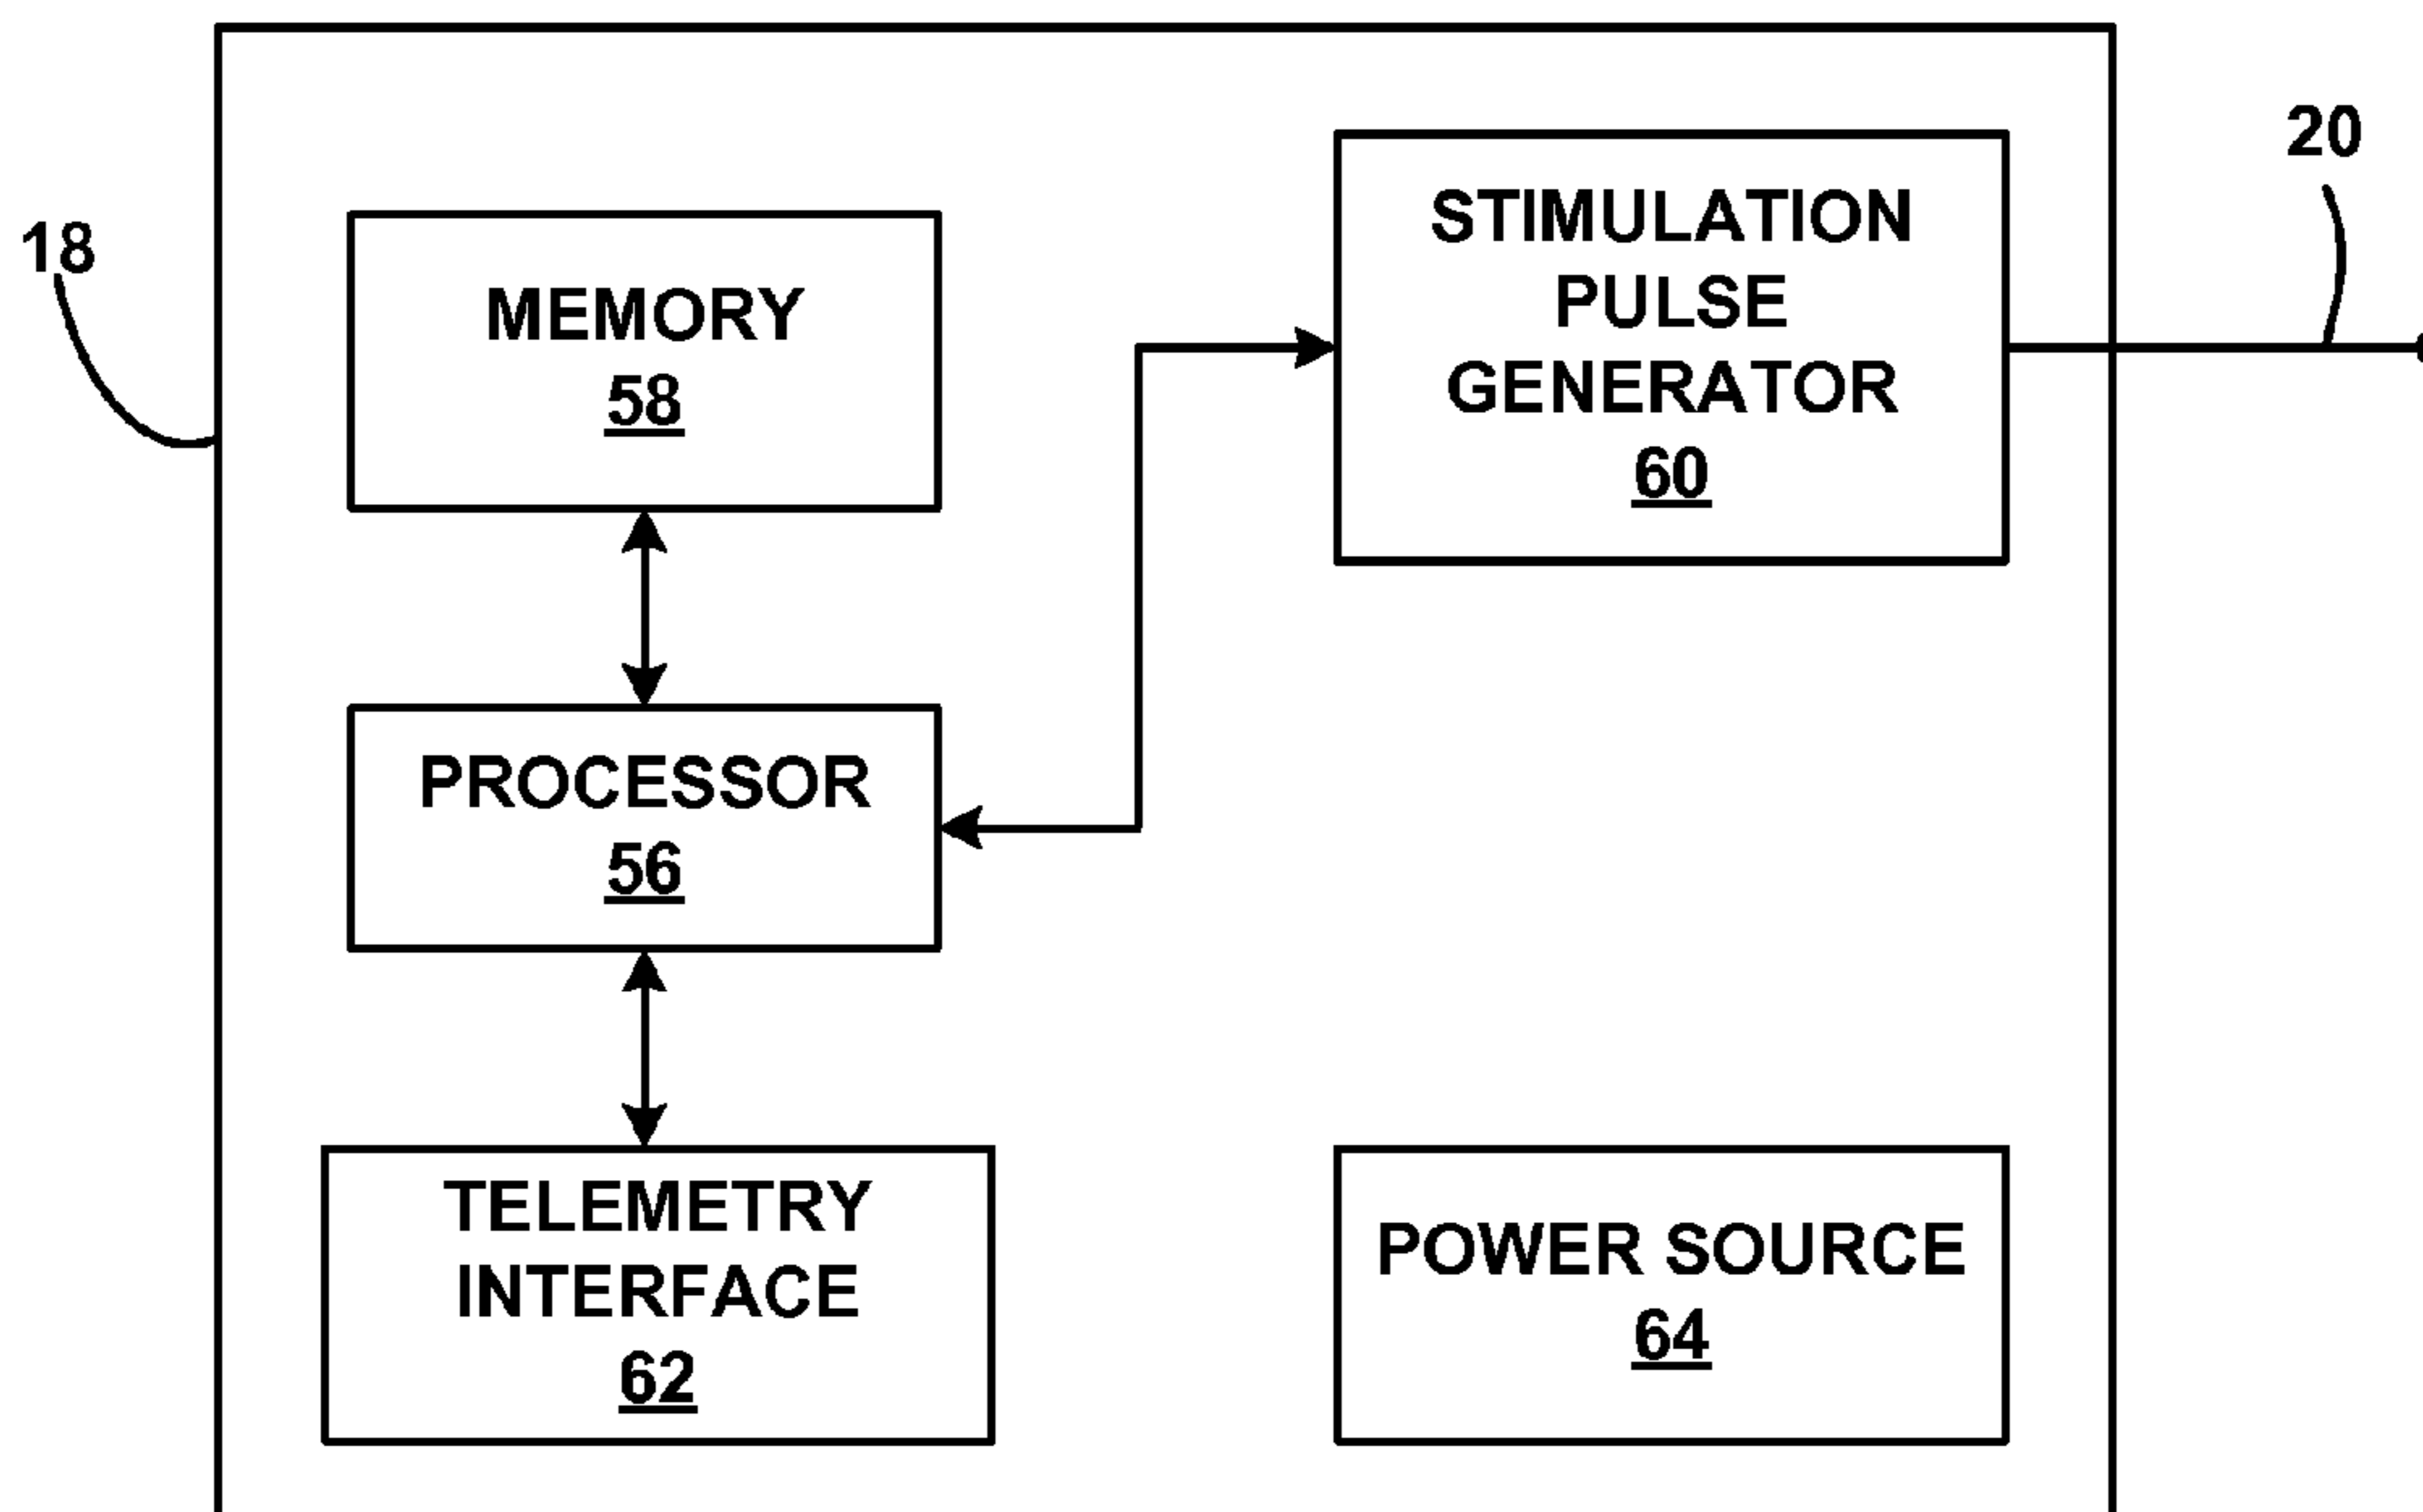 18
20
MEMORY
58
STIMULATION
PULSE
GENERATOR
60
PROCESSOR
56
TELEMETRY
INTERFACE
62
POWER SOURCE
64